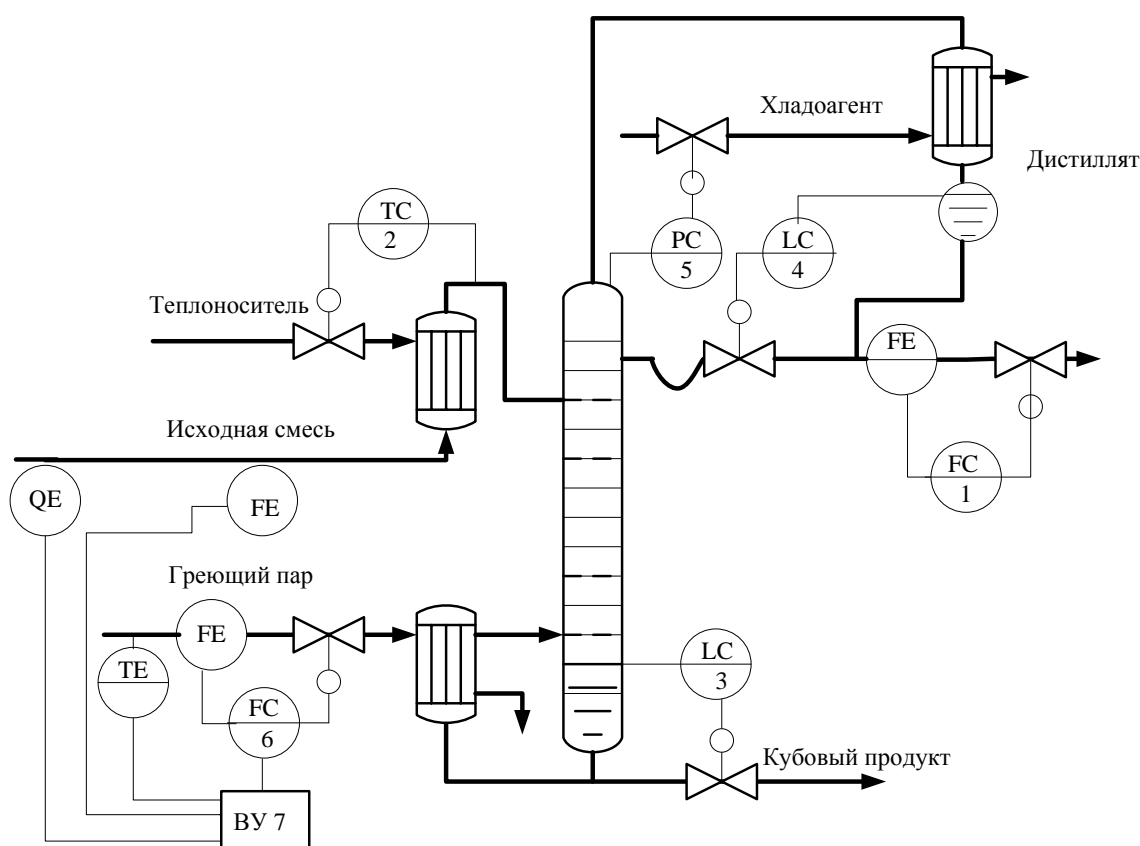 Хладоагент
Дистиллят
TC
2
PC
5
LC
4
Теплоноситель
FE
Исходная смесь
FC
1
QE
FE
Греющий пар
FE
TE
LC
3
FC
6
Кубовый продукт
ВУ 7